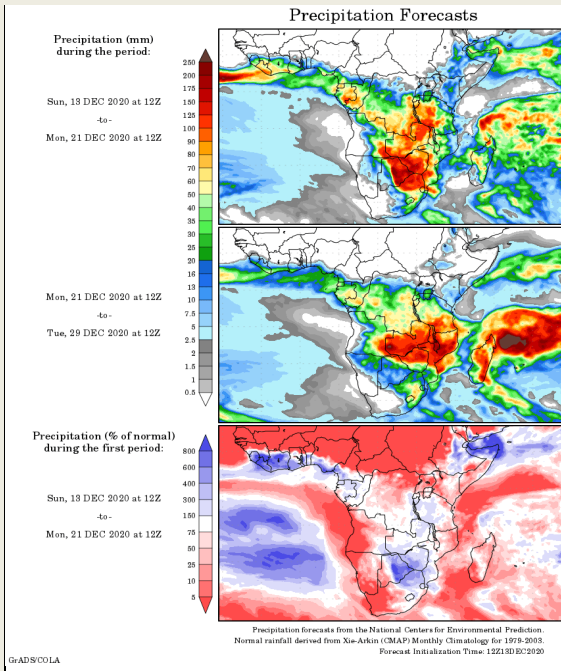 Precipitation Forecasts
Precipitation (mm)
during the period:
Sun, 13 DEC 2020 at 12Z
-to-
Mon, 21 DEC 2020 at 12Z
250
200
175
150
125
100
90
80
70
60
50
40
35
30
25
20
16
13
10
7.5
5
2.5
2
1.5
1
0.5
Mon, 21 DEC 2020 at 12Z
-to-
Tue, 29 DEC 2020 at 12Z
Precipitation (% of normal)
during the first period:
Sun, 13 DEC 2020 at 12Z
-to-
Mon, 21 DEC 2020 at 12Z
800
600
400
300
150
75
50
25
10
5
Precipitation forecasts from the National Centers for Environmental Prediction.
Normal rainfall derived from Xie-Arkin (CMAP) Monthly Climatology for 1979-2003.
Forecast Initialization Time: 12Z13DEC2020
GrADS/COLA